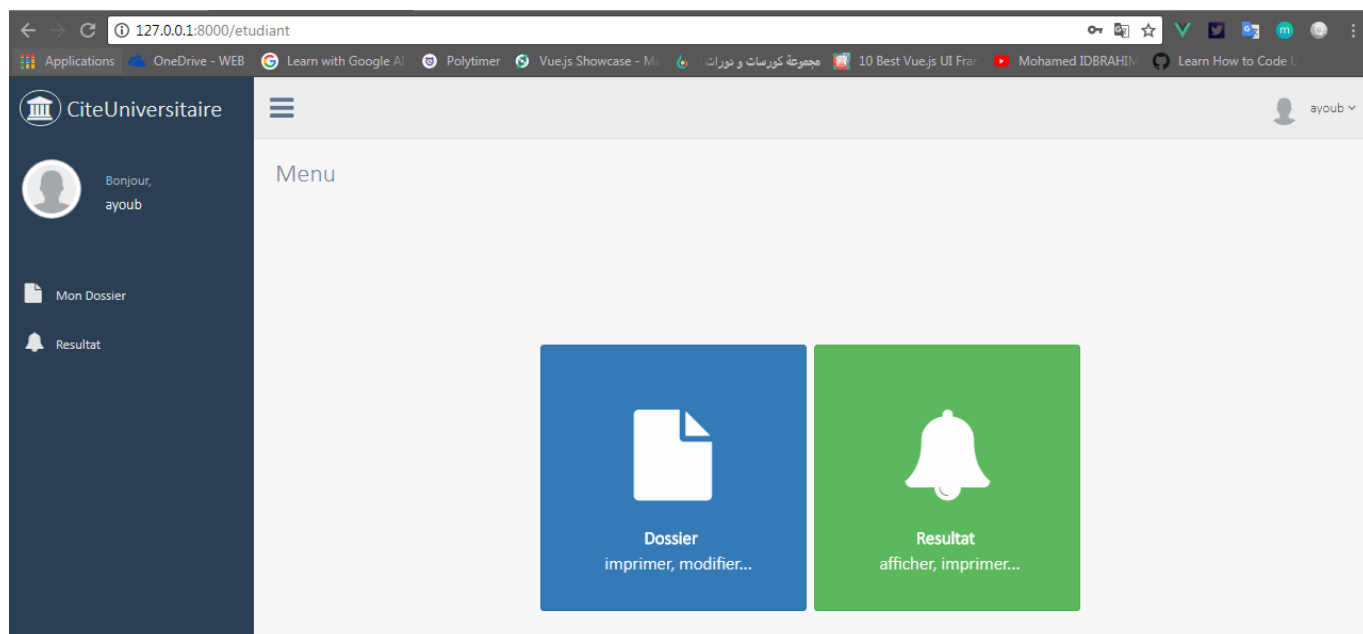 127.0.0.1:8000/etudiant
Applications OneDrive - WEB Learn with Google AI Polytimer Vue.js Showcase - Ma مجموعة كورسات و دورات 10 Best Vue.js UI Fran Mohamed IDBRAHIM Learn How to Code U
CiteUniversitaire
ayoub
Bonjour,
ayoub
Menu
Mon Dossier
Resultat
Dossier
imprimer, modifier...
Resultat
afficher, imprimer...